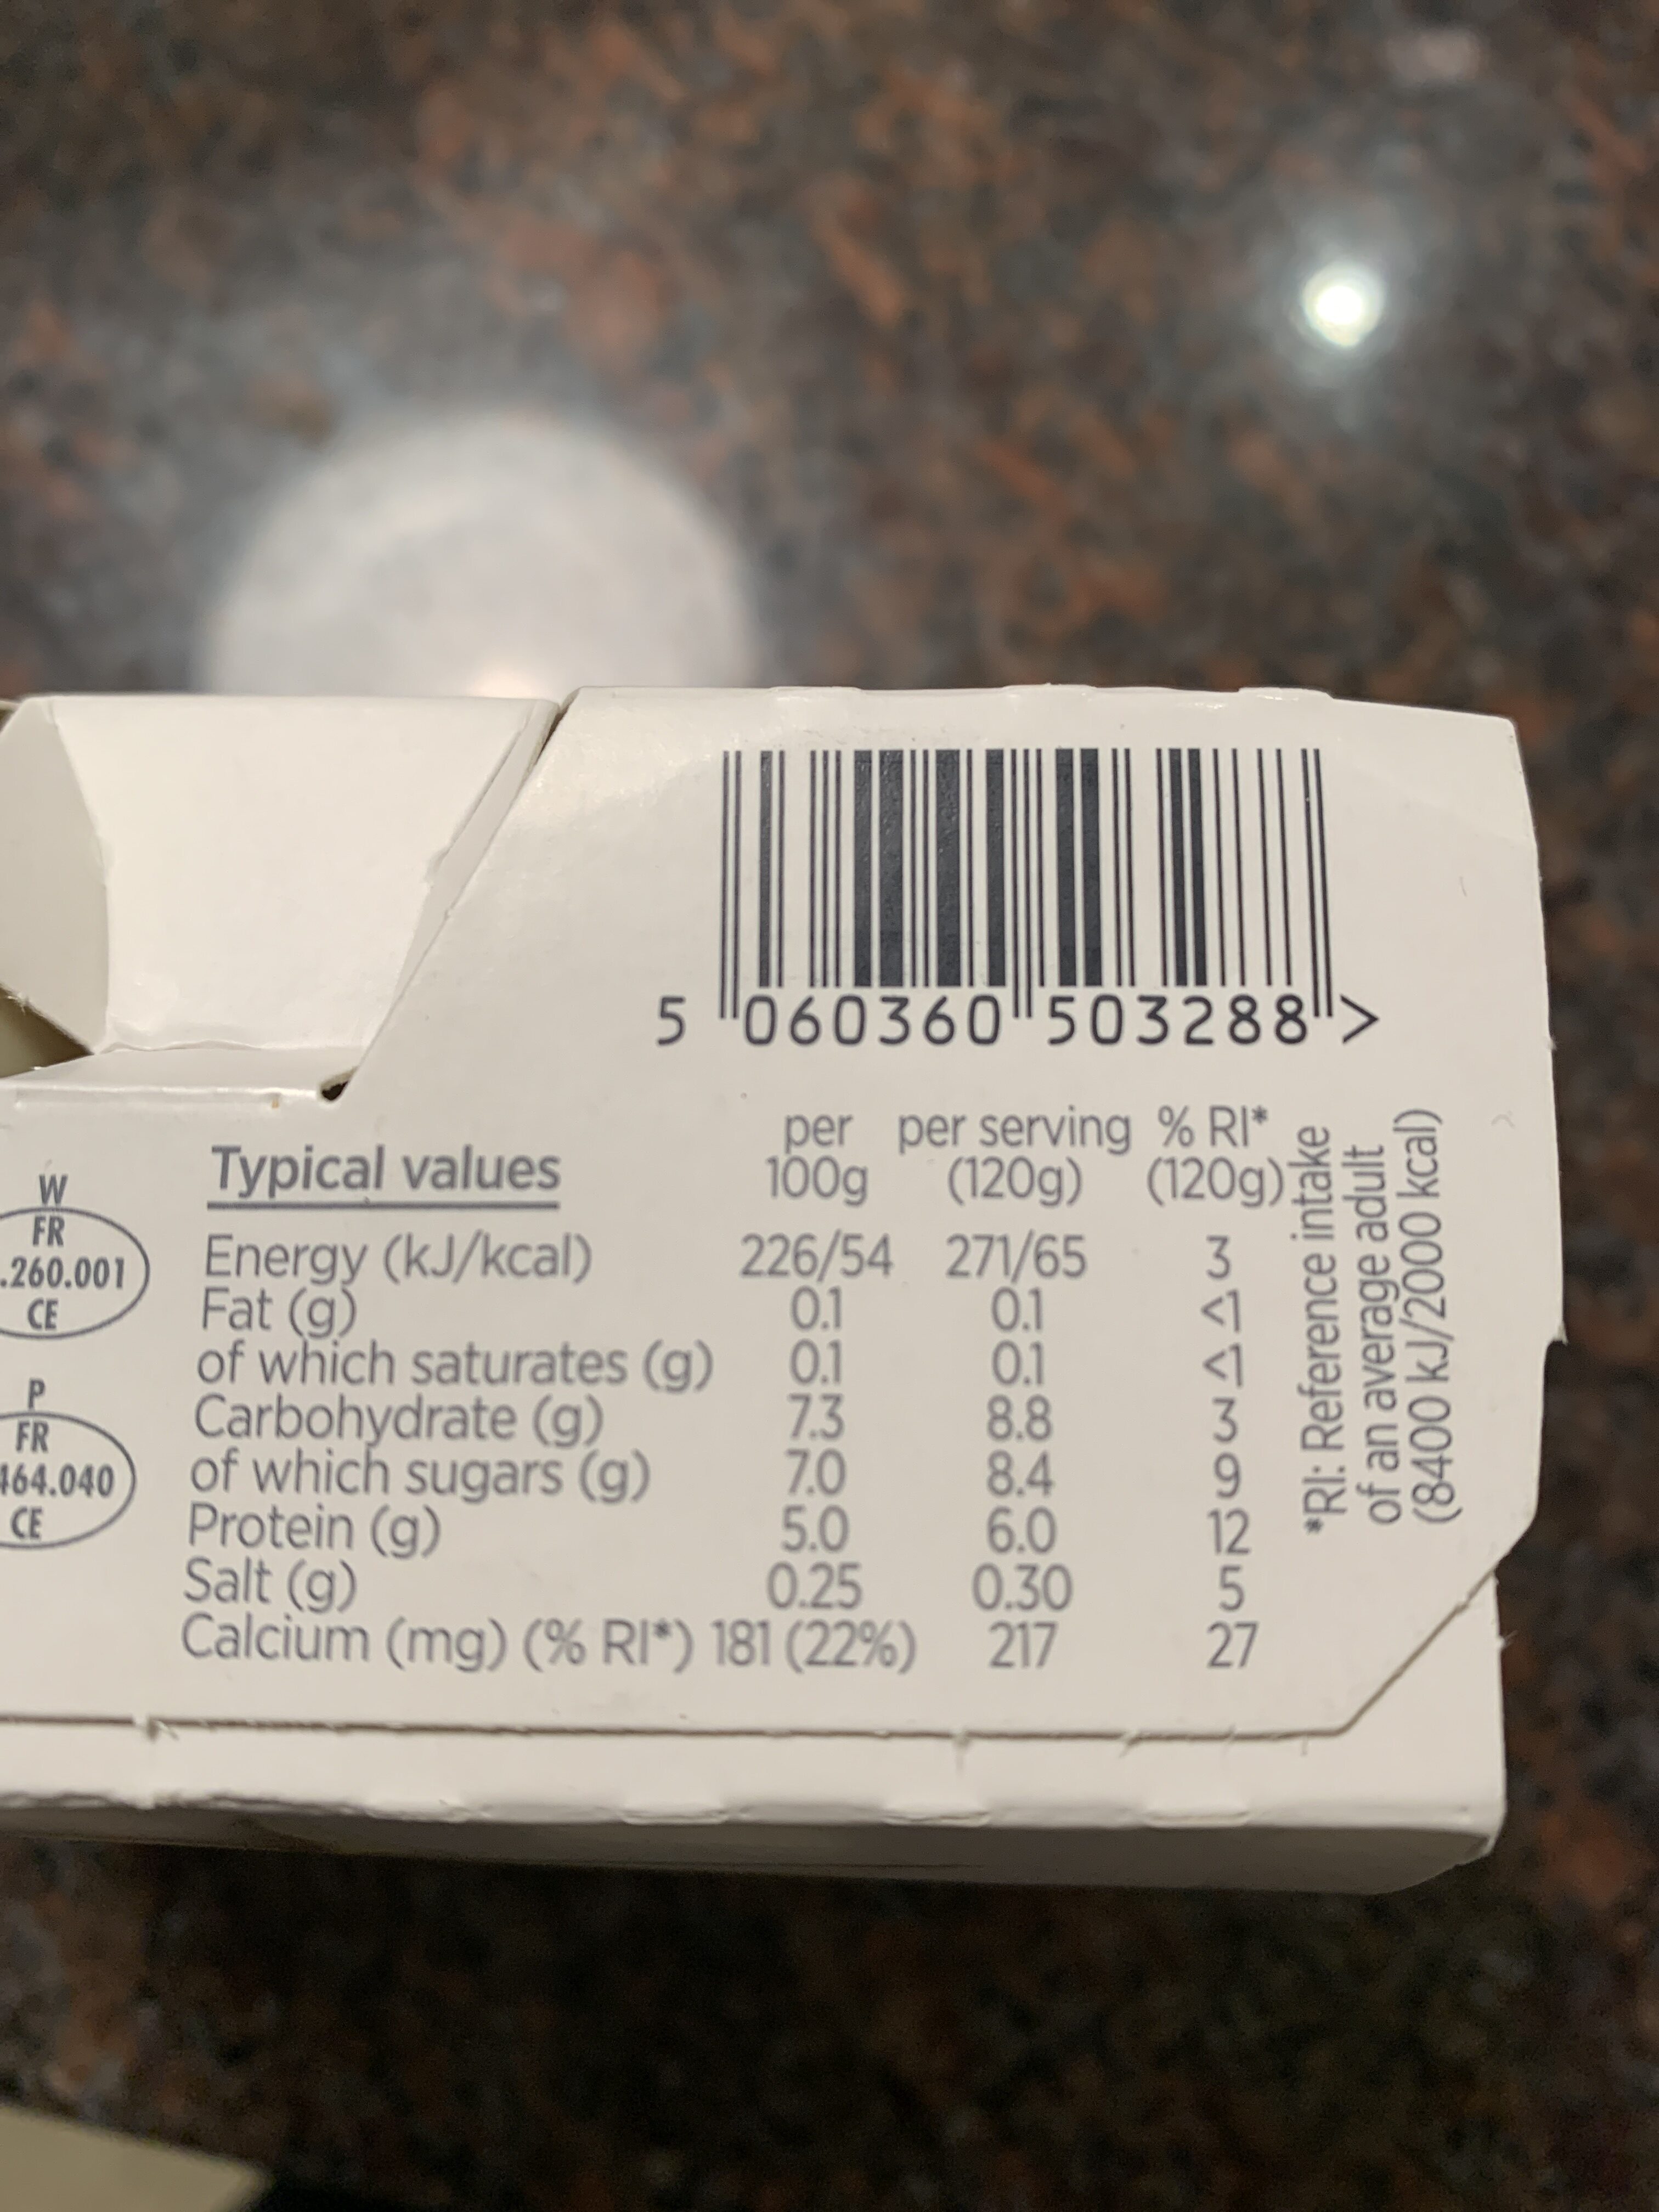 5 060360 503288 >
Typical values per 100g per serving (120g) % RI* (120g)
Energy (kJ/kcal) 226/54 271/65 3
Fat (g) 0.1 0.1 <1
of which saturates (g) 0.1 0.1 <1
Carbohydrate (g) 7.3 8.8 3
of which sugars (g) 7.0 8.4 9
Protein (g) 5.0 6.0 12
Salt (g) 0.25 0.30 5
Calcium (mg) (% RI*) 181 (22%) 217 27
*RI: Reference intake
of an average adult
(8400 kJ/2000 kcal)
W
FR
.260.001
CE
P
FR
464.040
CE